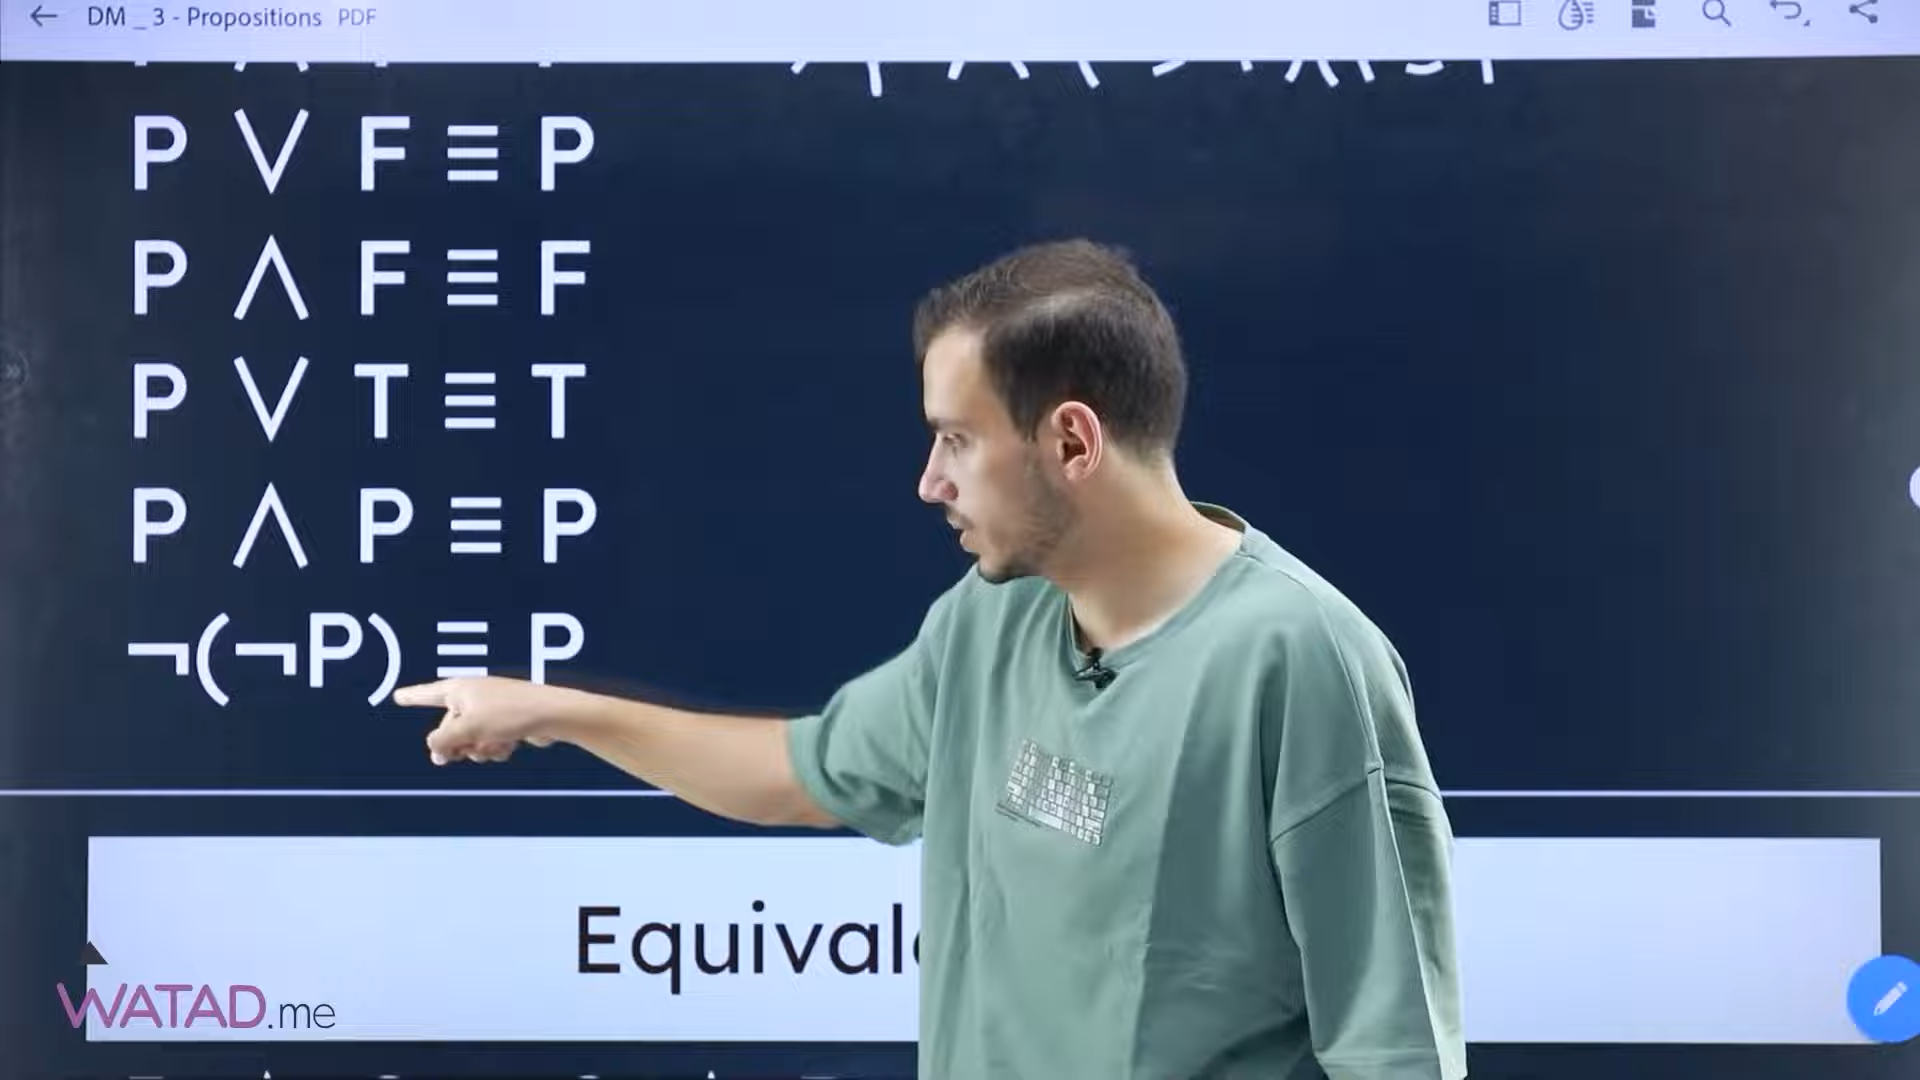 DM _ 3 - Propositions PDF
P ∨ F ≡ P
P ∧ F ≡ F
P ∨ T ≡ T
P ∧ P ≡ P
¬(¬P) ≡ P
Equival
WATAD.me